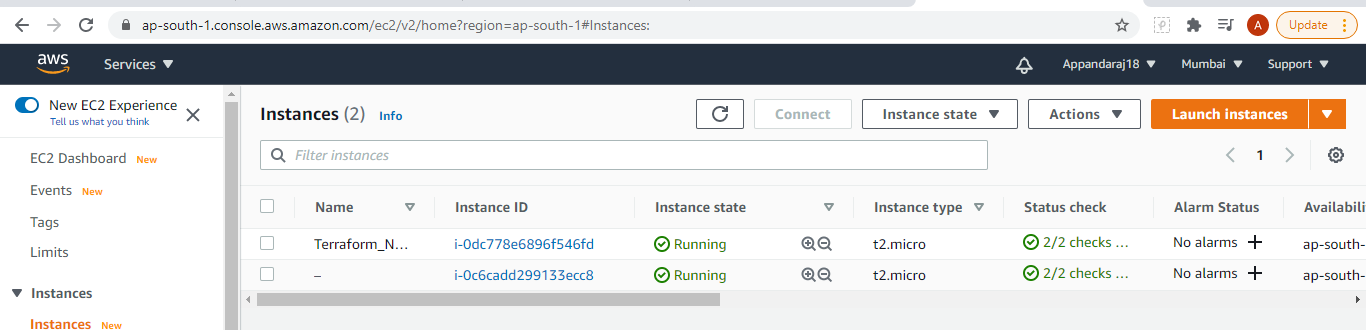 ap-south-1.console.aws.amazon.com/ec2/v2/home?region=ap-south-1#Instances:
A
Update
aws
Services
Appandaraj18
Mumbai
Support
New EC2 Experience
Tell us what you think
EC2 Dashboard New
Events New
Tags
Limits
Instances
Instances New
Instances (2) Info
Connect
Instance state
Actions
Launch instances
Filter instances
1
Name Instance ID Instance state Instance type Status check Alarm Status Availabili
Terraform_N... i-0dc778e6896f546fd Running t2.micro 2/2 checks ... No alarms + ap-south-
– i-0c6cadd299133ecc8 Running t2.micro 2/2 checks ... No alarms + ap-south-